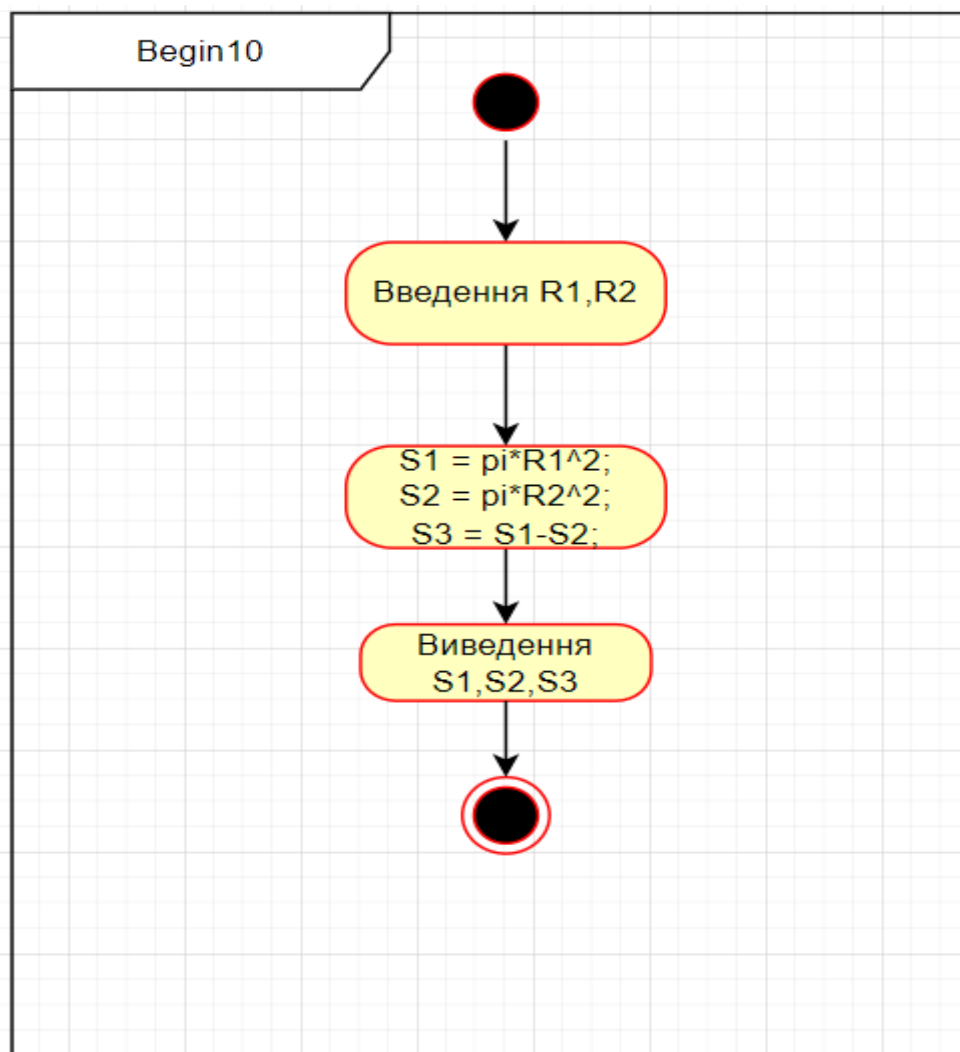 Begin10
Введення R1,R2
S1 = pi*R1^2;
S2 = pi*R2^2;
S3 = S1-S2;
Виведення
S1,S2,S3